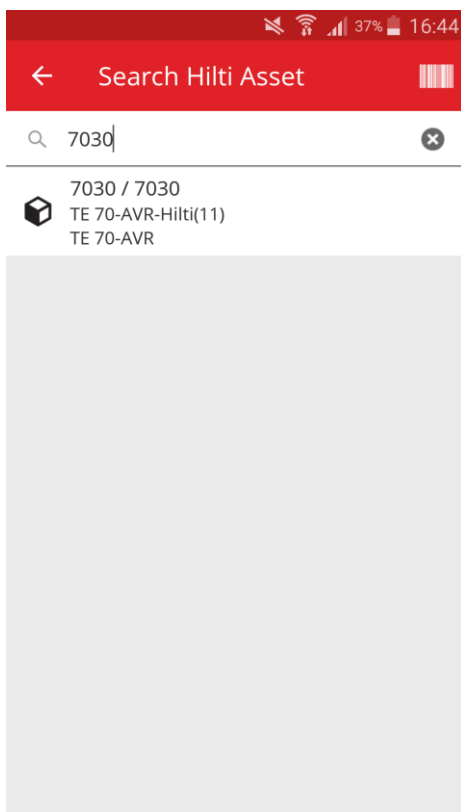 37% 16:44
Search Hilti Asset
7030
7030 / 7030
TE 70-AVR-Hilti(11)
TE 70-AVR